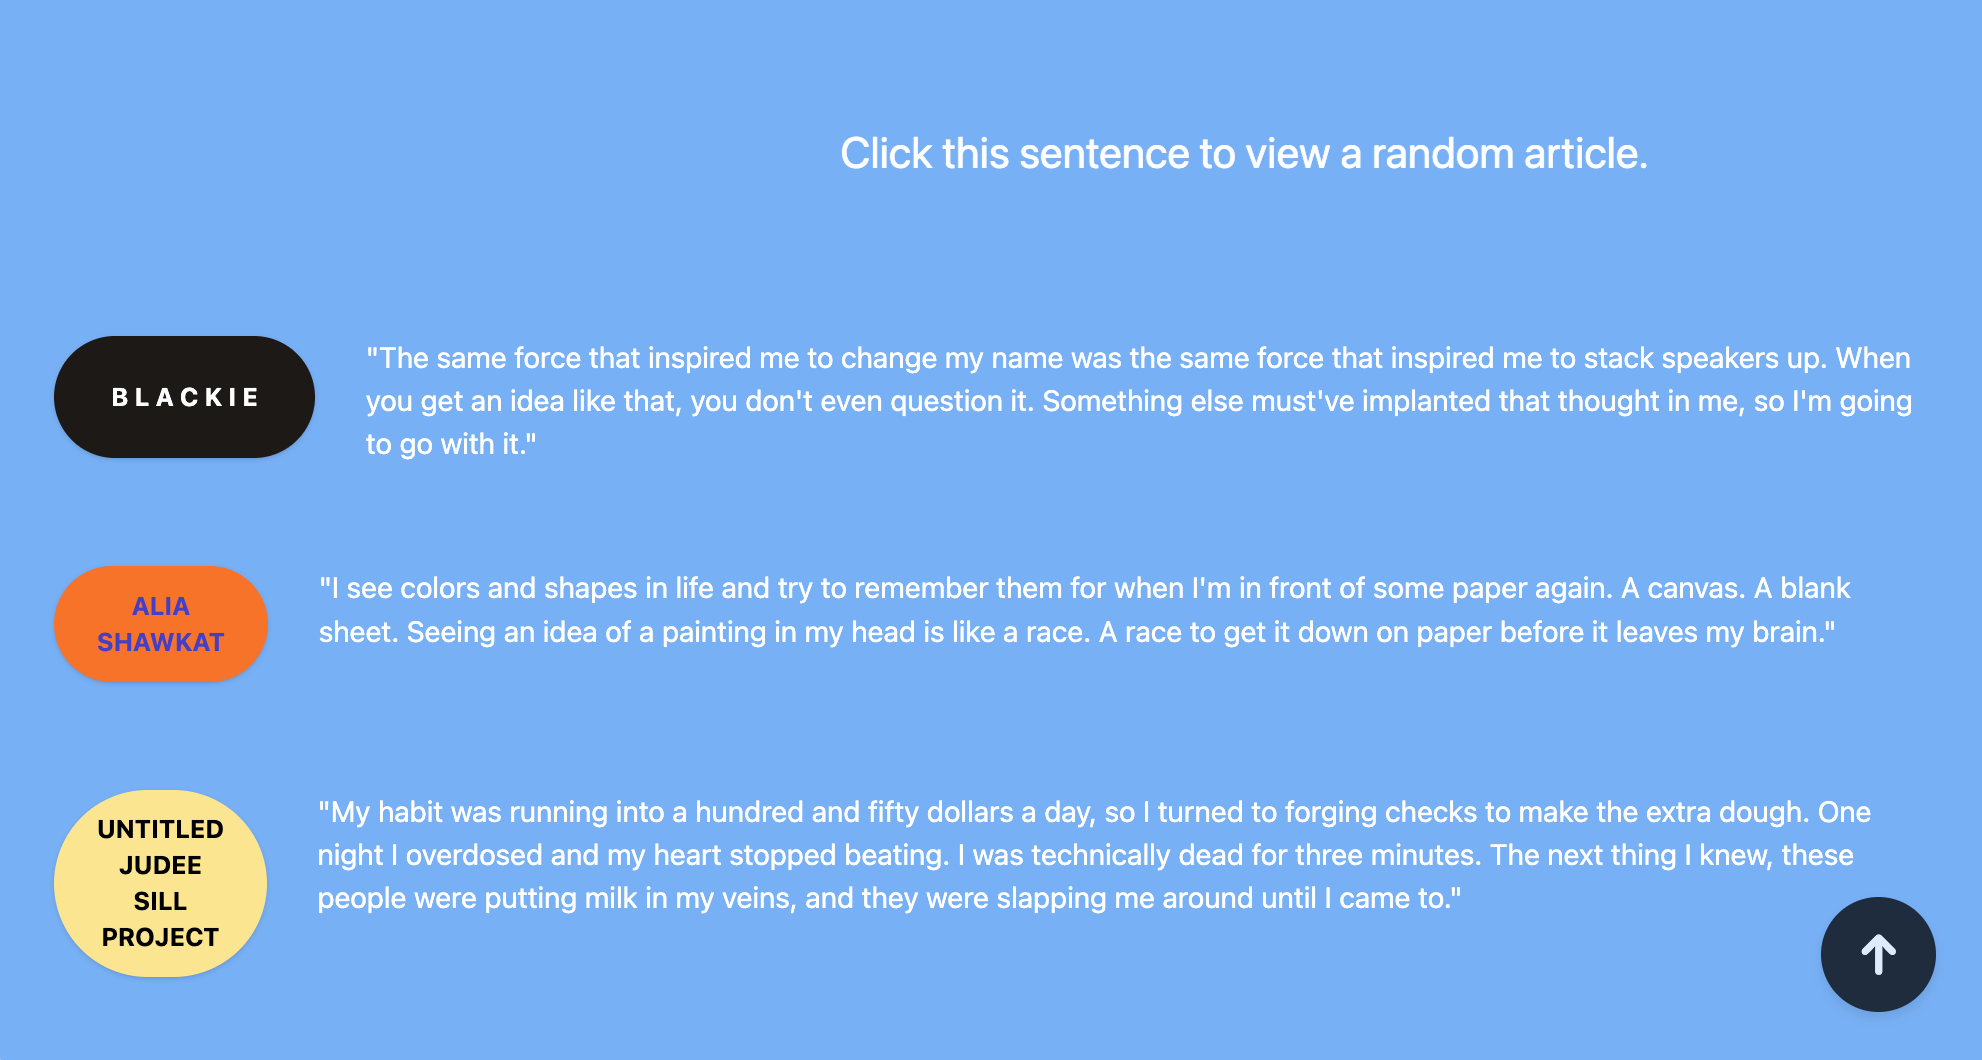 Click this sentence to view a random article.
BLACKIE
"The same force that inspired me to change my name was the same force that inspired me to stack speakers up. When
you get an idea like that, you don't even question it. Something else must've implanted that thought in me, so I'm going
to go with it."
ALIA
SHAWKAT
"I see colors and shapes in life and try to remember them for when I'm in front of some paper again. A canvas. A blank
sheet. Seeing an idea of a painting in my head is like a race. A race to get it down on paper before it leaves my brain."
UNTITLED
JUDEE
SILL
PROJECT
"My habit was running into a hundred and fifty dollars a day, so I turned to forging checks to make the extra dough. One
night I overdosed and my heart stopped beating. I was technically dead for three minutes. The next thing I knew, these
people were putting milk in my veins, and they were slapping me around until I came to."